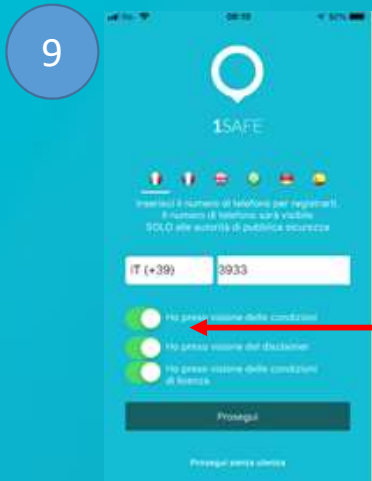 9
09:10
1SAFE
Inserisci il numero di telefono per registrarti.
Il numero di telefono sarà visibile
SOLO alle autorità di pubblica sicurezza
IT (+39)
3933
Ho preso visione delle condizioni
Ho preso visione del disclaimer
Ho preso visione delle condizioni
di licenza
Prosegui
Prosegui senza utenza